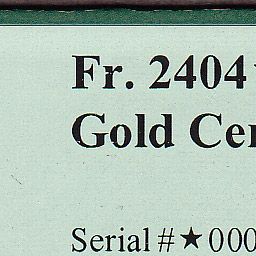 Fr. 2404*
Gold Cer
Serial #★000